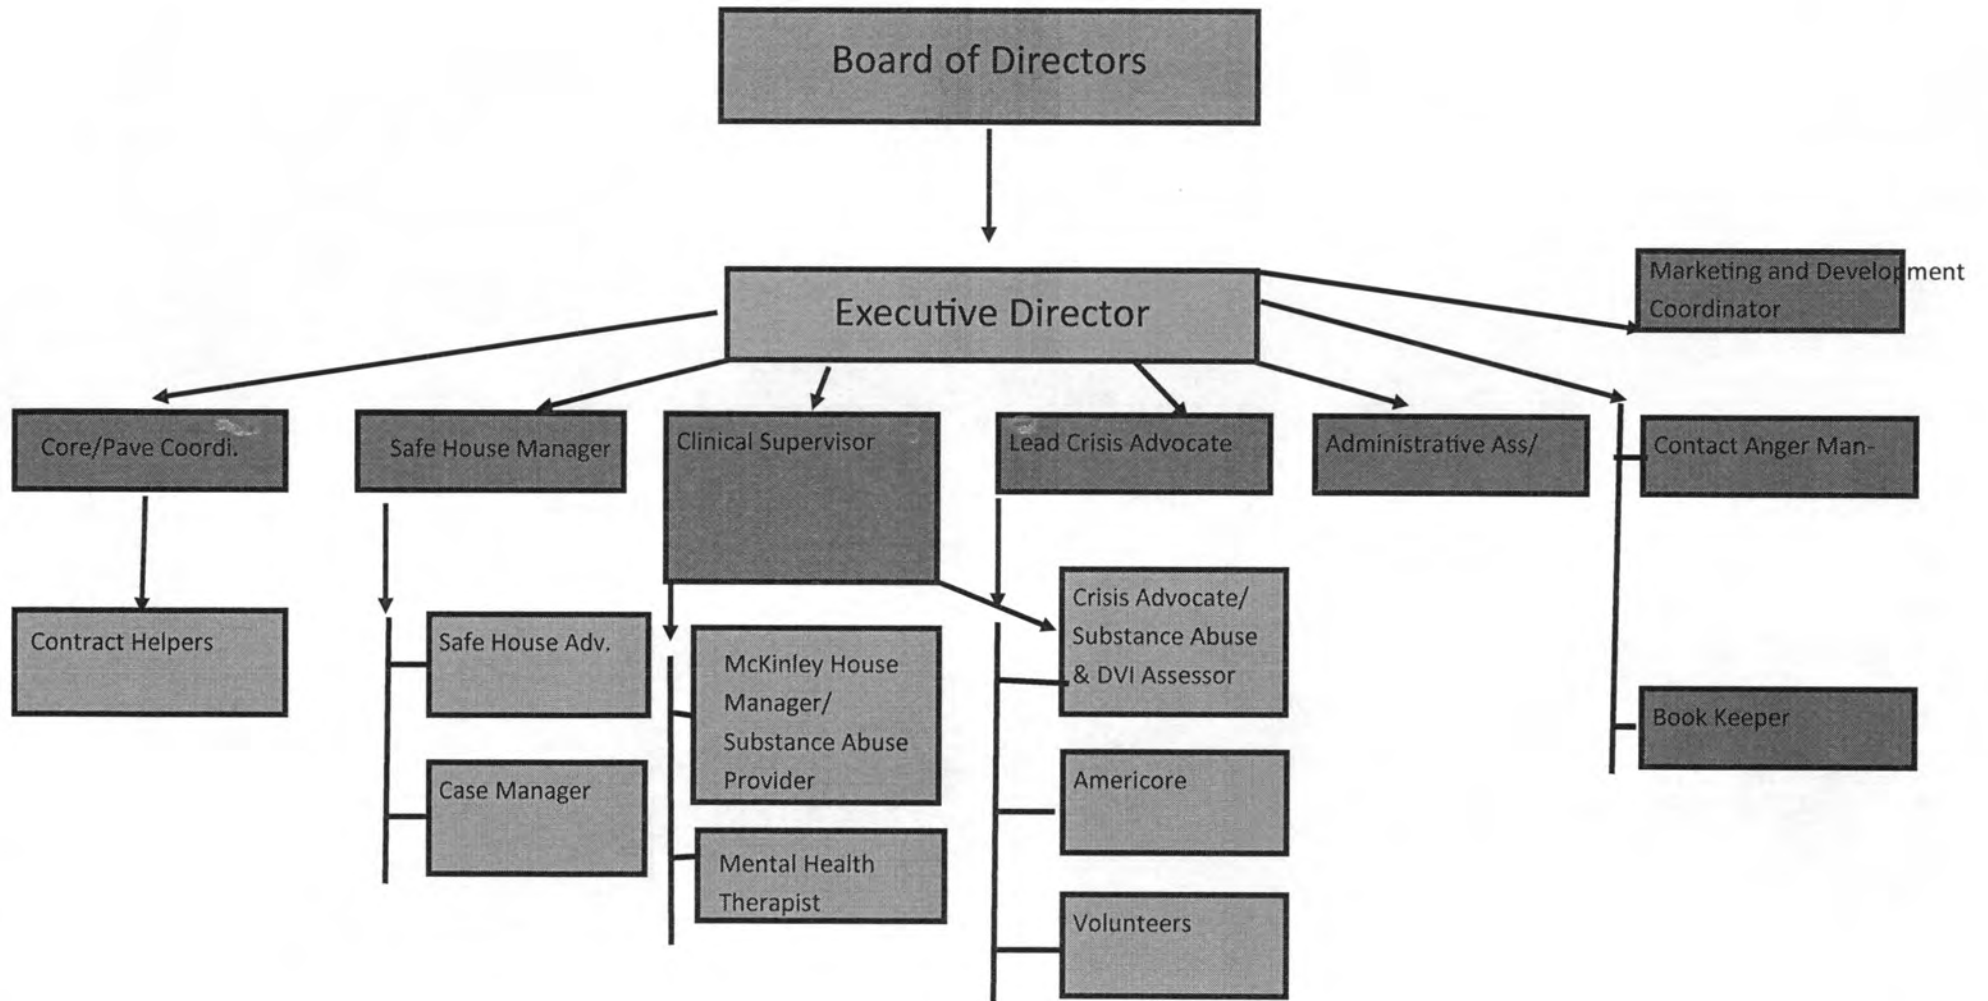 Board of Directors
Executive Director
Marketing and Development
Coordinator
Core/Pave Coordi.
Safe House Manager
Clinical Supervisor
Lead Crisis Advocate
Administrative Ass/
Contact Anger Man-
Contract Helpers
Safe House Adv.
Case Manager
McKinley House
Manager/
Substance Abuse
Provider
Mental Health
Therapist
Crisis Advocate/
Substance Abuse
& DVI Assessor
Americore
Volunteers
Book Keeper